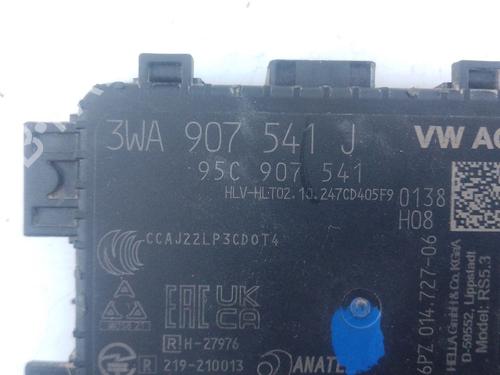 3WA 907 541 J
VW AG
95C 907 541
HLV-HLT02.10.247CD405F9
0138
H08
CCAJ22LP3CD0T4
EAC
UK
CA
R H-27976
R 219-210013
ANATEL
6PZ 014.727-06
HELLA GmbH & Co. KGaA
D-59552, Lippstadt
Model: RS5.3